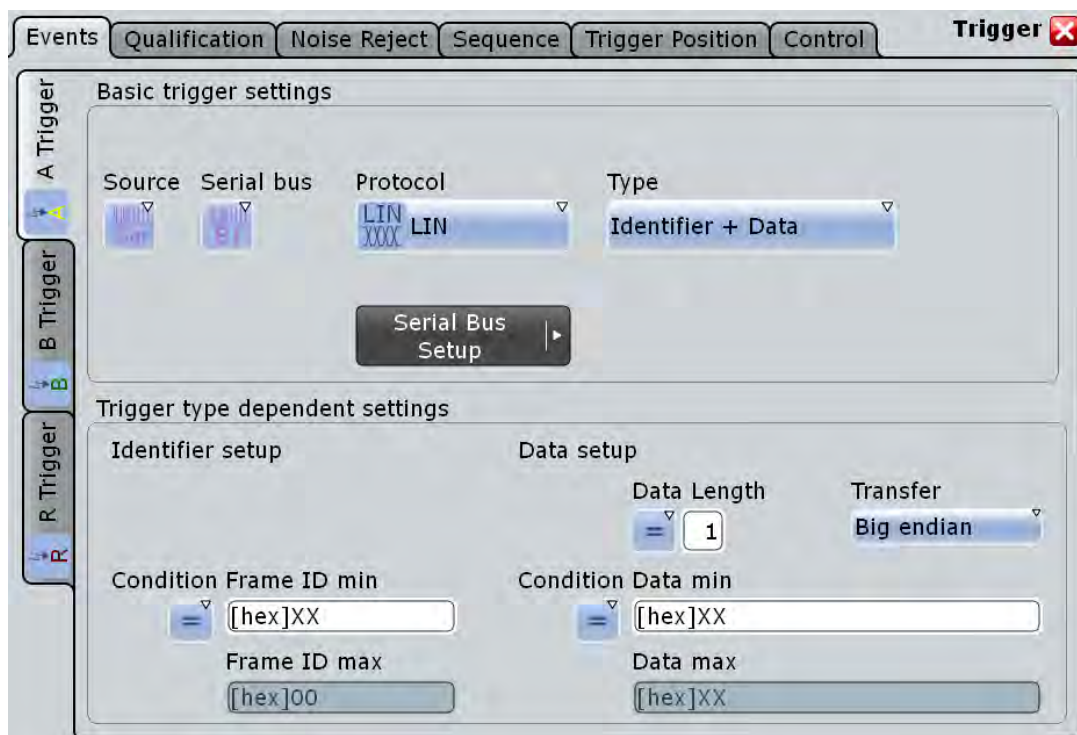 Events Qualification Noise Reject Sequence Trigger Position Control Trigger
A Trigger
A
B Trigger
B
R Trigger
R
Basic trigger settings
Source Serial bus Protocol Type
LIN LIN Identifier + Data
XXXX
Serial Bus
Setup
Trigger type dependent settings
Identifier setup Data setup
Data Length Transfer
= 1 Big endian
Condition Frame ID min Condition Data min
= [hex]XX = [hex]XX
Frame ID max Data max
[hex]00 [hex]XX